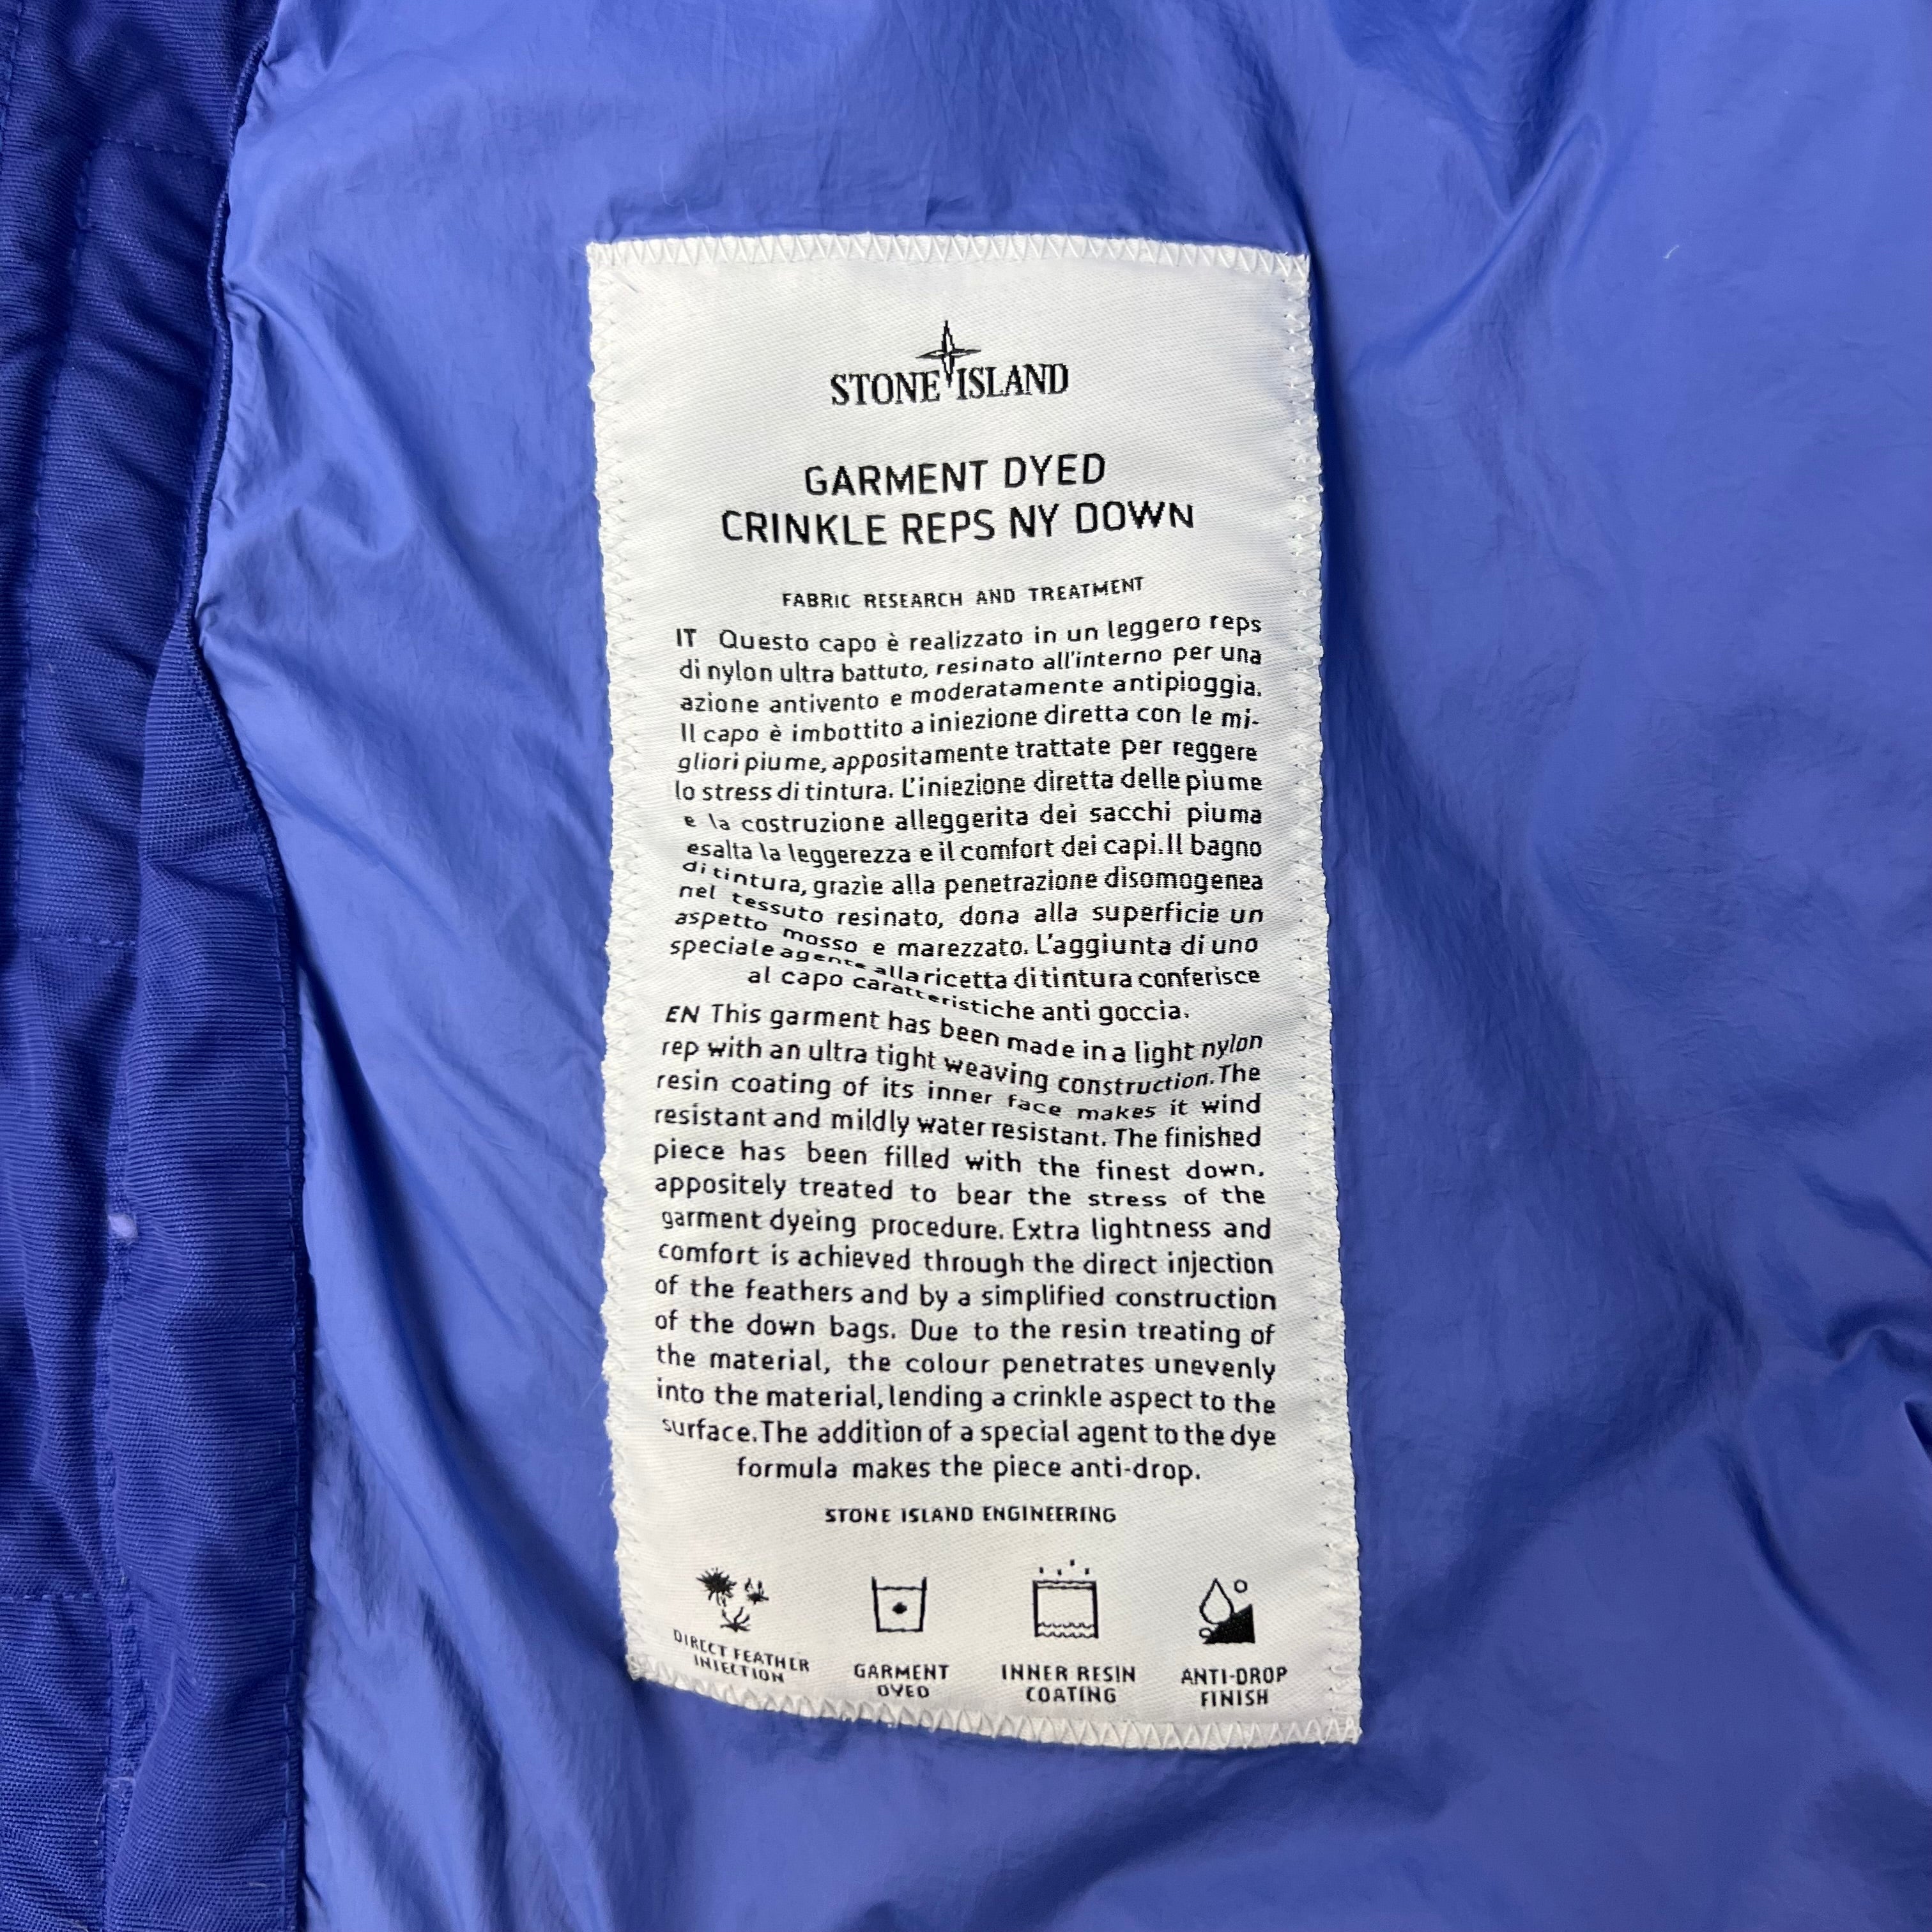 STONE ISLAND
GARMENT DYED
CRINKLE REPS NY DOWN
FABRIC RESEARCH AND TREATMENT
IT Questo capo è realizzato in un leggero reps
di nylon ultra battuto, resinato all'interno per una
azione antivento e moderatamente antipioggia.
Il capo è imbottito a iniezione diretta con le mi-
gliori piume, appositamente trattate per reggere
lo stress di tintura. L'iniezione diretta delle piume
e la costruzione alleggerita dei sacchi piuma
esalta la leggerezza e il comfort dei capi. Il bagno
di tintura, grazie alla penetrazione disomogenea
nel tessuto resinato, dona alla superficie un
aspetto mosso e marezzato. L'aggiunta di uno
speciale agente alla ricetta di tintura conferisce
al capo caratteristiche anti goccia.
EN This garment has been made in a light nylon
rep with an ultra tight weaving construction. The
resin coating of its inner face makes it wind
resistant and mildly water resistant. The finished
piece has been filled with the finest down,
appositely treated to bear the stress of the
garment dyeing procedure. Extra lightness and
comfort is achieved through the direct injection
of the feathers and by a simplified construction
of the down bags. Due to the resin treating of
the material, the colour penetrates unevenly
into the material, lending a crinkle aspect to the
surface. The addition of a special agent to the dye
formula makes the piece anti-drop.
STONE ISLAND ENGINEERING
DIRECT FEATHER
INJECTION
GARMENT
DYED
INNER RESIN
COATING
ANTI-DROP
FINISH